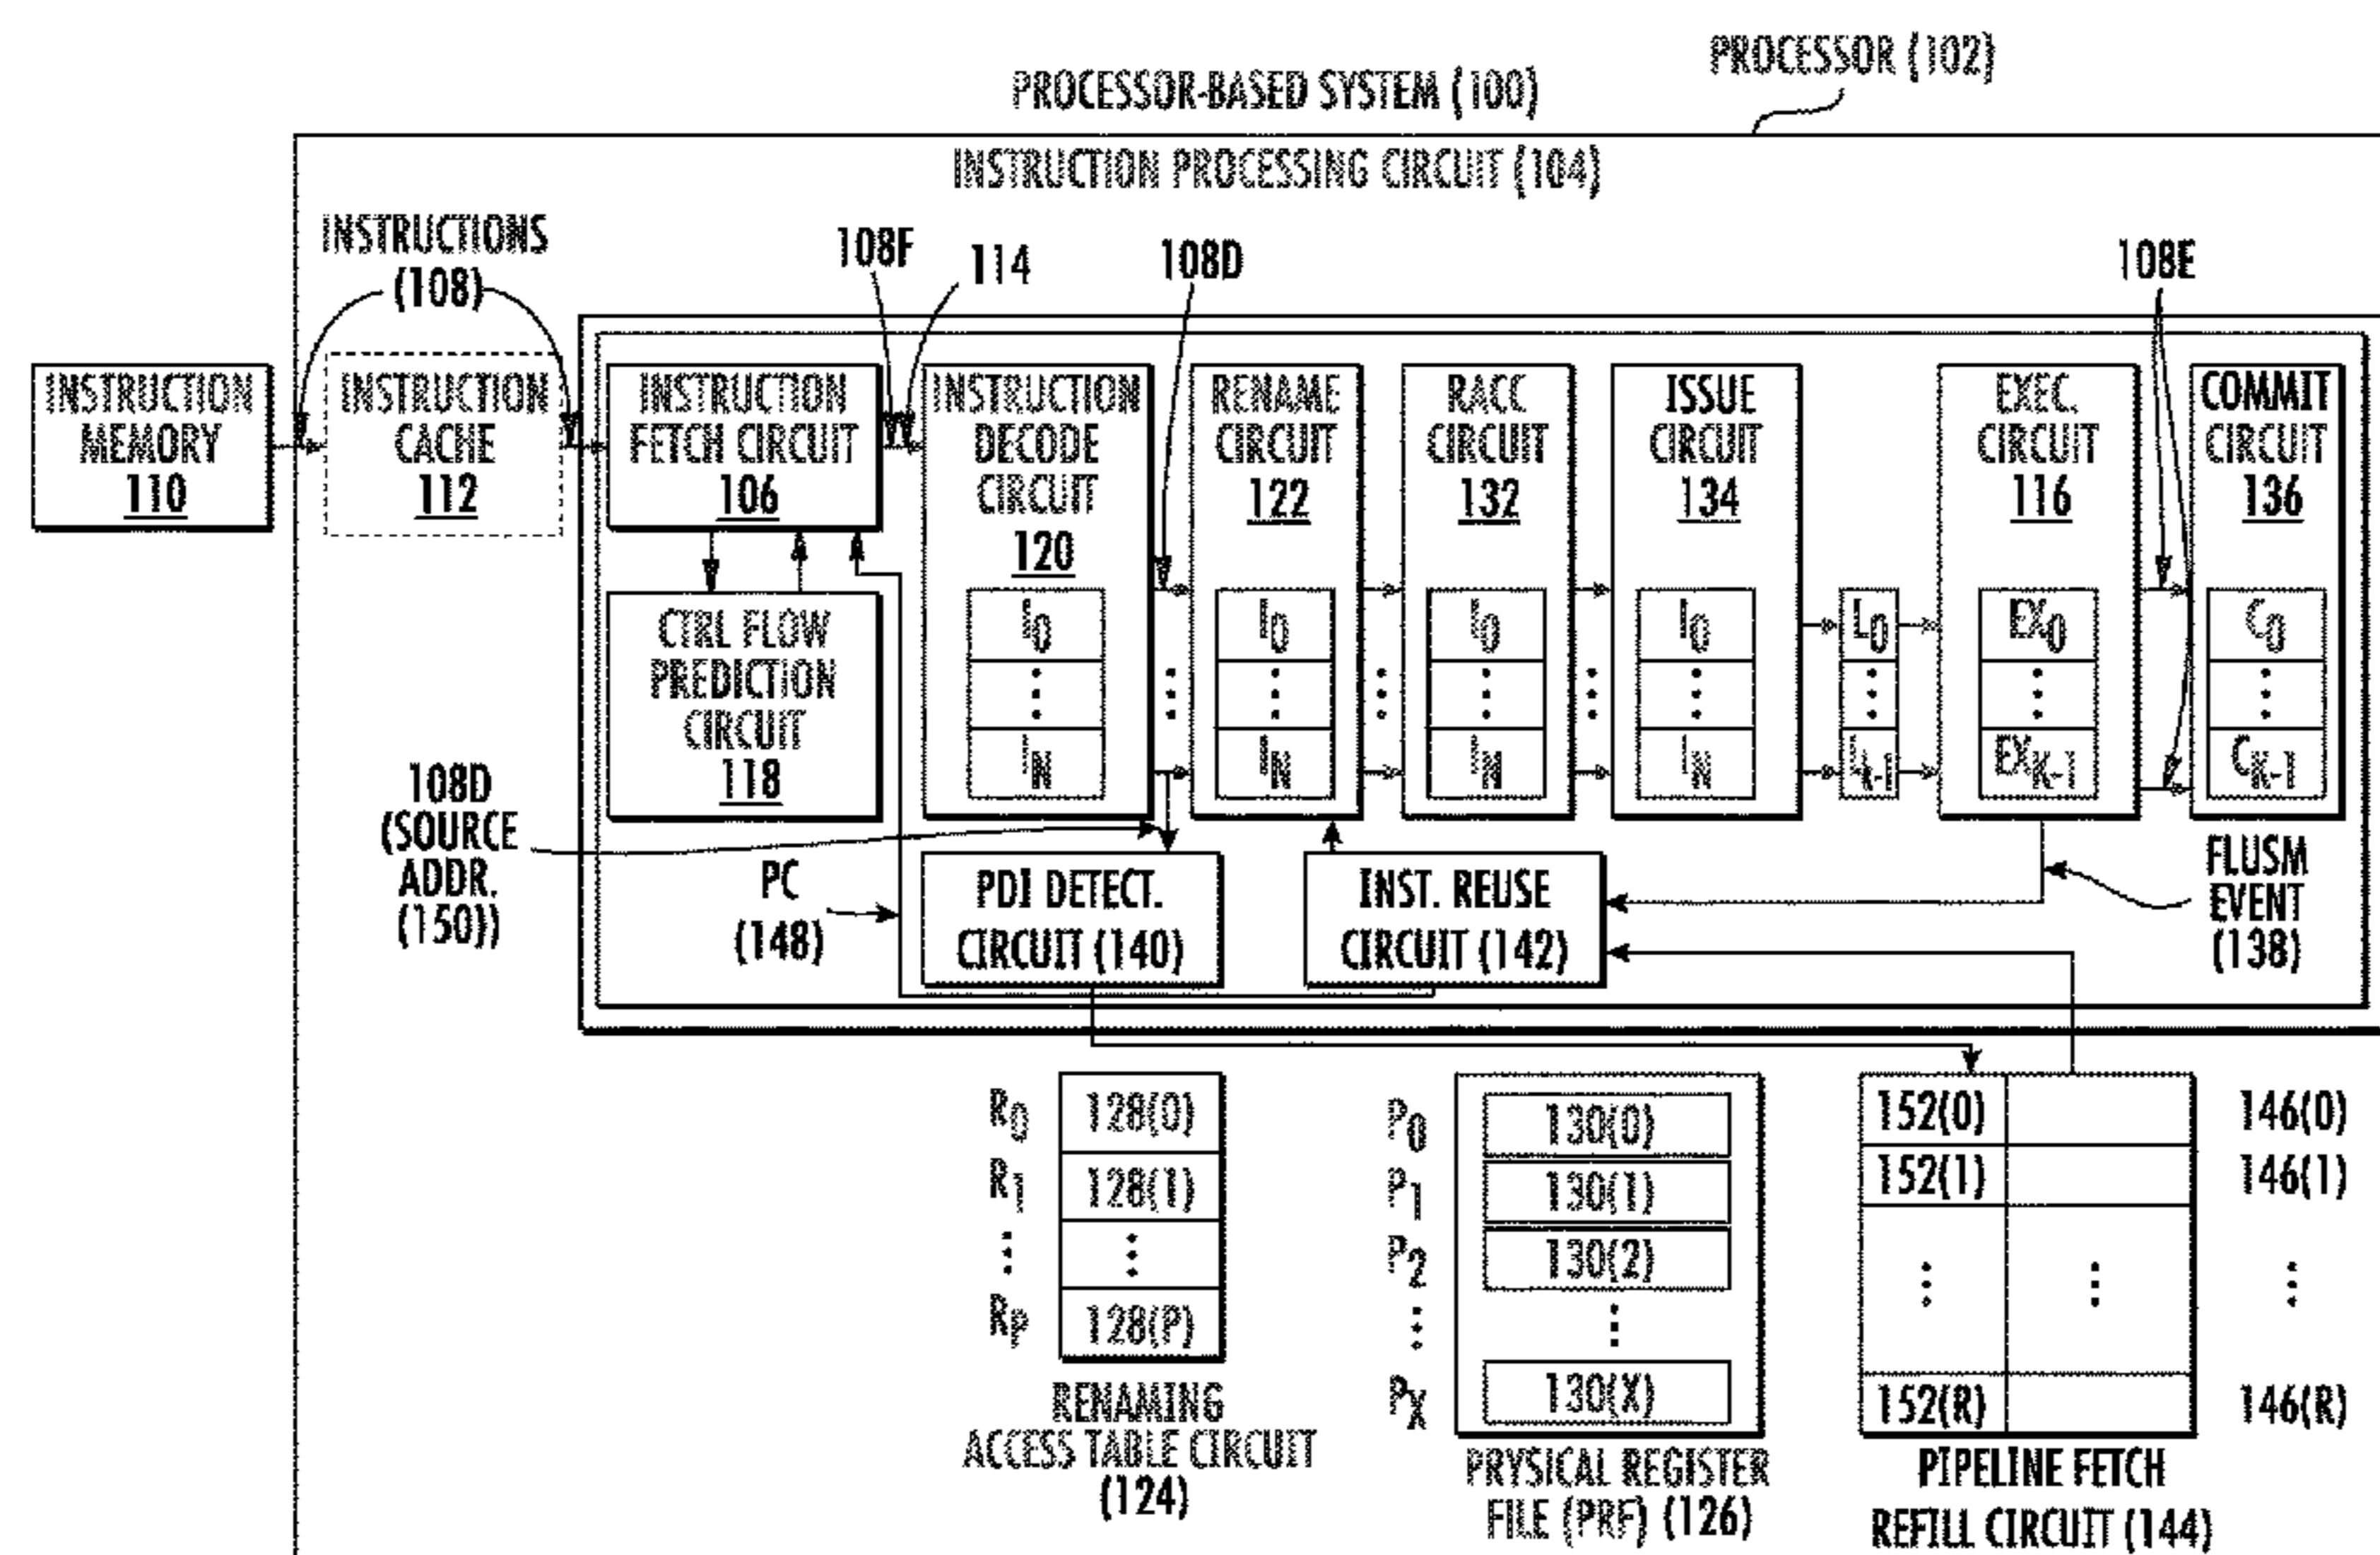 PROCESSOR (102)
PROCESSOR-BASED SYSTEM (100)
INSTRUCTION PROCESSING CIRCUIT (104)
INSTRUCTIONS
(108)
108F
114
108D
108E
INSTRUCTION
MEMORY
110
INSTRUCTION
CACHE
112
INSTRUCTION
FETCH CIRCUIT
106
INSTRUCTION
DECODE
CIRCUIT
120
I0
⋮
IN
RENAME
CIRCUIT
122
I0
⋮
IN
RACC
CIRCUIT
132
I0
⋮
IN
ISSUE
CIRCUIT
134
I0
⋮
IN
L0
⋮
LK-1
EXEC.
CIRCUIT
116
EX0
⋮
EXK-1
COMMIT
CIRCUIT
136
C0
⋮
CK-1
CTRL FLOW
PREDICTION
CIRCUIT
118
108D
(SOURCE
ADDR.
(150))
PC
(148)
PDI DETECT.
CIRCUIT (140)
INST. REUSE
CIRCUIT (142)
FLUSM
EVENT
(138)
R0 128(0)
R1 128(1)
⋮ ⋮
RP 128(P)
RENAMING
ACCESS TABLE CIRCUIT
(124)
P0 130(0)
P1 130(1)
P2 130(2)
⋮ ⋮
PX 130(X)
PRYSICAL REGISTER
FILE (PRF) (126)
152(0) 146(0)
152(1) 146(1)
⋮ ⋮ ⋮
152(R) 146(R)
PIPELINE FETCH
REFILL CIRCUIT (144)